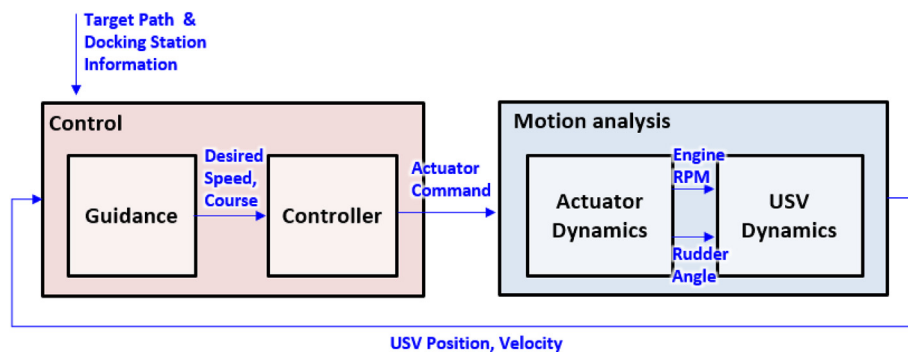 Target Path &
Docking Station
Information
Control
Guidance
Desired
Speed,
Course
Controller
Actuator
Command
Motion analysis
Actuator
Dynamics
Engine
RPM
Rudder
Angle
USV
Dynamics
USV Position, Velocity